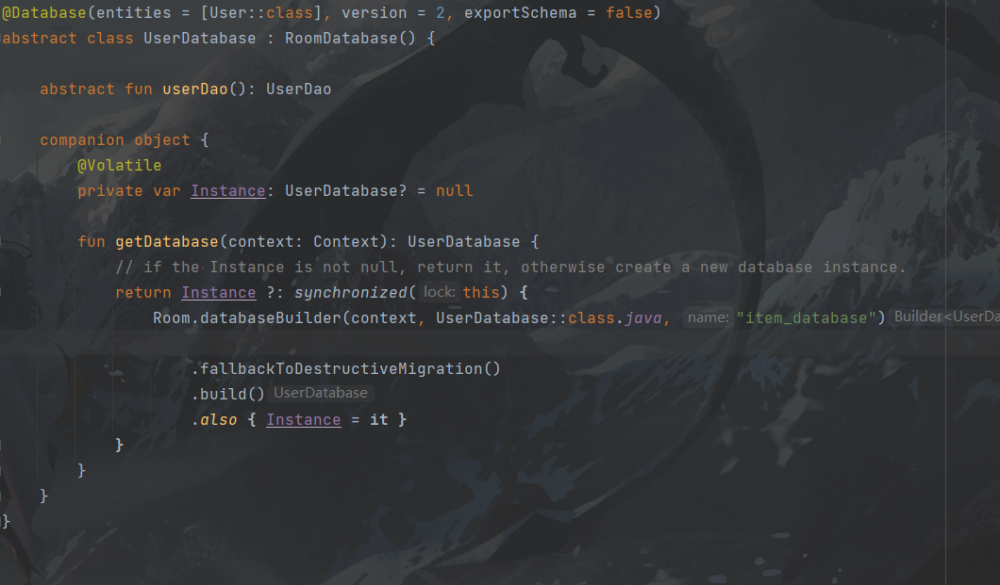 @Database(entities = [User::class], version = 2, exportSchema = false)
abstract class UserDatabase : RoomDatabase() {
abstract fun userDao(): UserDao
companion object {
@Volatile
private var Instance: UserDatabase? = null
fun getDatabase(context: Context): UserDatabase {
// if the Instance is not null, return it, otherwise create a new database instance.
return Instance ?: synchronized( lock: this) {
Room.databaseBuilder(context, UserDatabase::class.java, name: "item_database") Builder<UserDa
.fallbackToDestructiveMigration()
.build() UserDatabase
.also { Instance = it }
}
}
}
}